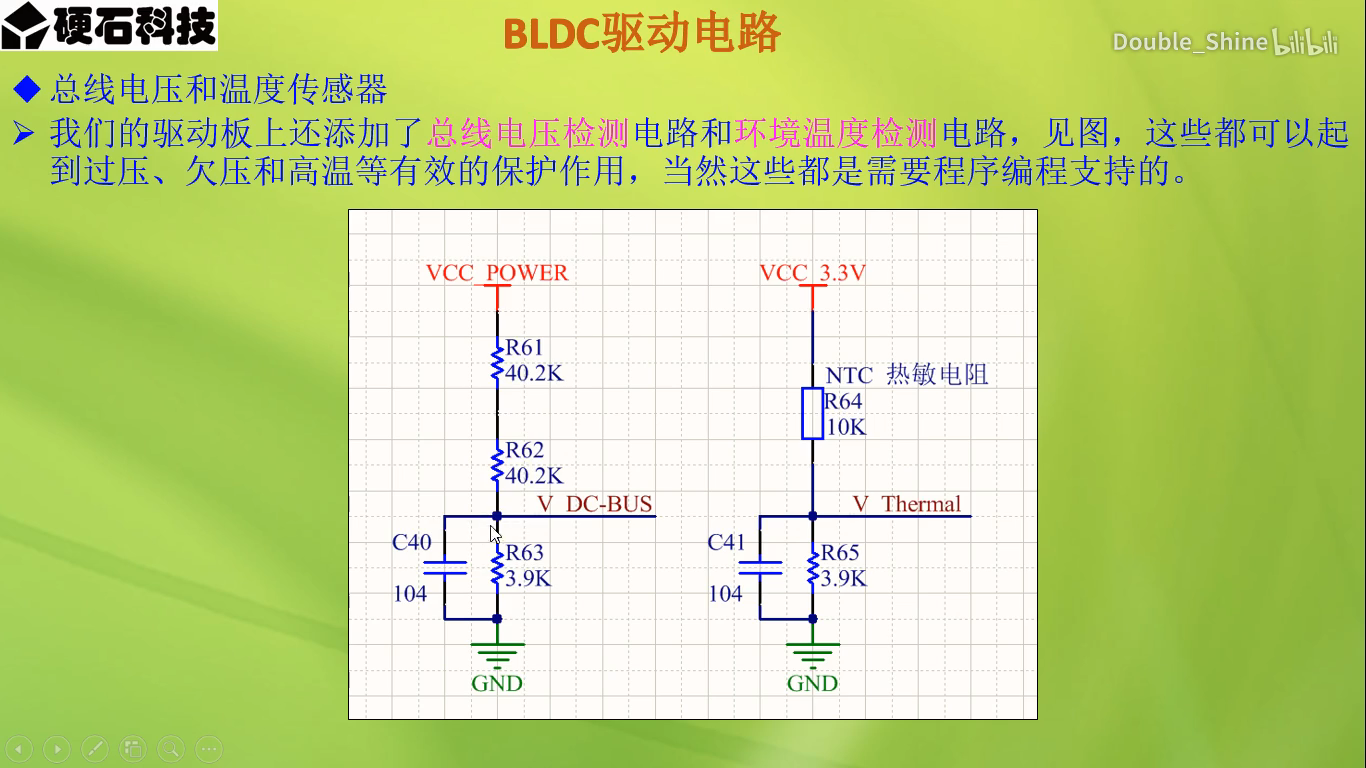 硬石科技
BLDC驱动电路
Double_Shine bilibili
总线电压和温度传感器
我们的驱动板上还添加了总线电压检测电路和环境温度检测电路，见图，这些都可以起
到过压、欠压和高温等有效的保护作用，当然这些都是需要程序编程支持的。
VCC_POWER
R61
40.2K
R62
40.2K
V_DC-BUS
C40
104
R63
3.9K
GND
VCC_3.3V
NTC 热敏电阻
R64
10K
V_Thermal
C41
104
R65
3.9K
GND